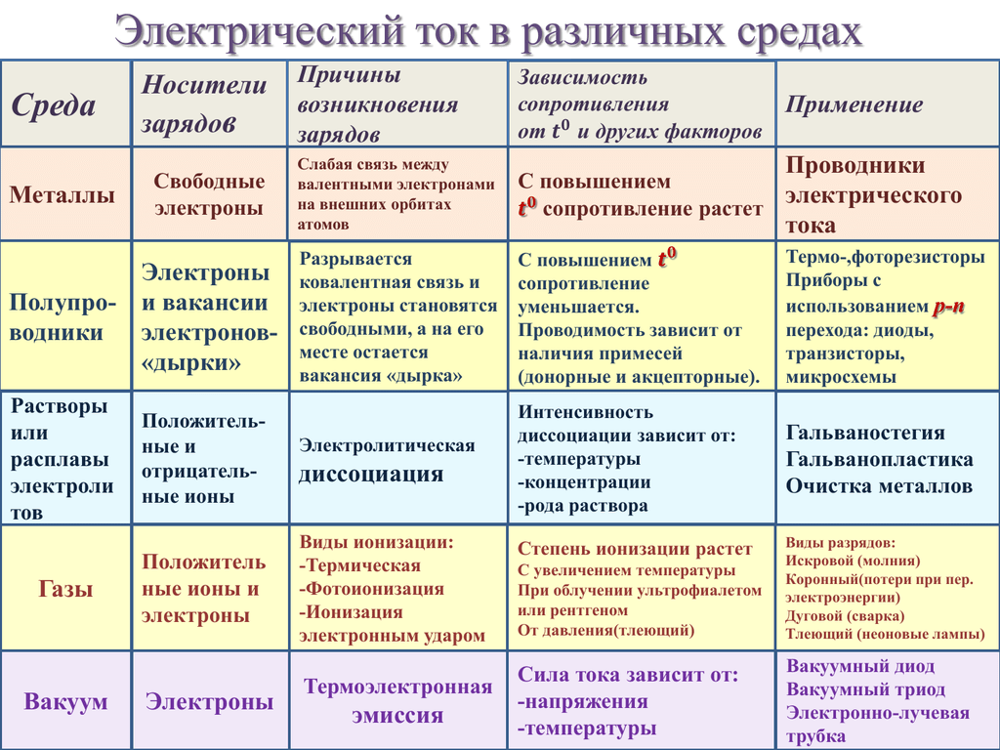 Электрический ток в различных средах
Среда
Носители
зарядов
Причины
возникновения
зарядов
Зависимость
сопротивления
от t⁰ и других факторов
Применение
Металлы
Свободные
электроны
Слабая связь между
валентными электронами
на внешних орбитах
атомов
С повышением
t⁰ сопротивление растет
Проводники
электрического
тока
Полупро-
водники
Электроны
и вакансии
электронов-
«дырки»
Разрывается
ковалентная связь и
электроны становятся
свободными, а на его
месте остается
вакансия «дырка»
С повышением t⁰
сопротивление
уменьшается.
Проводимость зависит от
наличия примесей
(донорные и акцепторные).
Термо-,фоторезисторы
Приборы с
использованием p-n
перехода: диоды,
транзисторы,
микросхемы
Растворы
или
расплавы
электроли
тов
Положитель-
ные и
отрицатель-
ные ионы
Электролитическая
диссоциация
Интенсивность
диссоциации зависит от:
-температуры
-концентрации
-рода раствора
Гальваностегия
Гальванопластика
Очистка металлов
Газы
Положитель
ные ионы и
электроны
Виды ионизации:
-Термическая
-Фотоионизация
-Ионизация
электронным ударом
Степень ионизации растет
С увеличением температуры
При облучении ультрофиалетом
или рентгеном
От давления(тлеющий)
Виды разрядов:
Искровой (молния)
Коронный(потери при пер.
электроэнергии)
Дуговой (сварка)
Тлеющий (неоновые лампы)
Вакуум
Электроны
Термоэлектронная
эмиссия
Сила тока зависит от:
-напряжения
-температуры
Вакуумный диод
Вакуумный триод
Электронно-лучевая
трубка